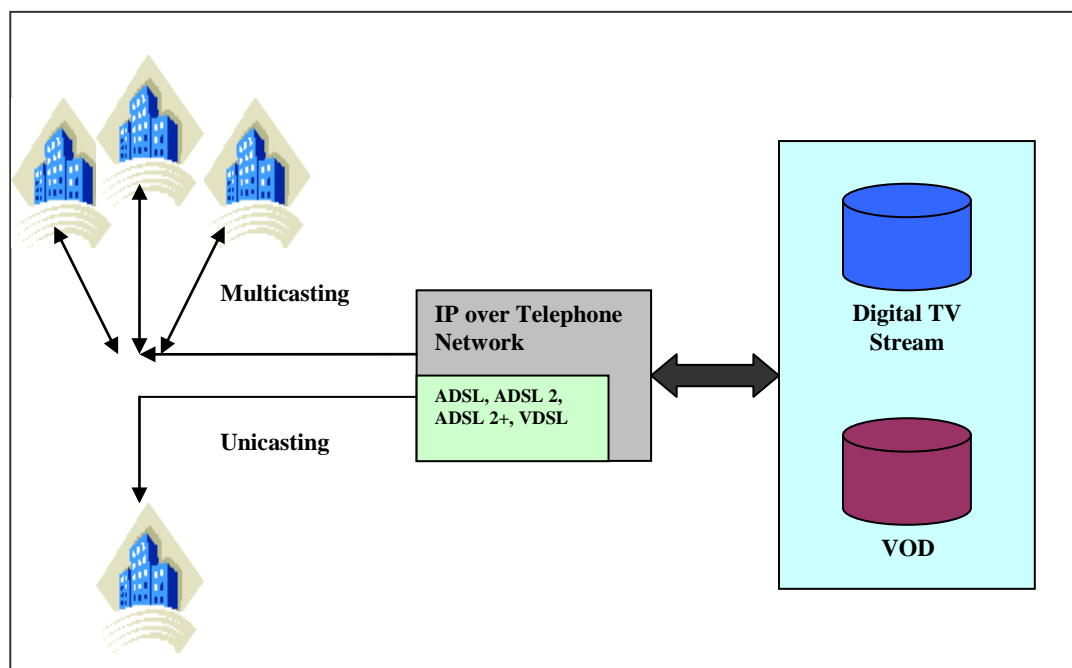 Multicasting
IP over Telephone
Network
ADSL, ADSL 2,
ADSL 2+, VDSL
Unicasting
Digital TV
Stream
VOD